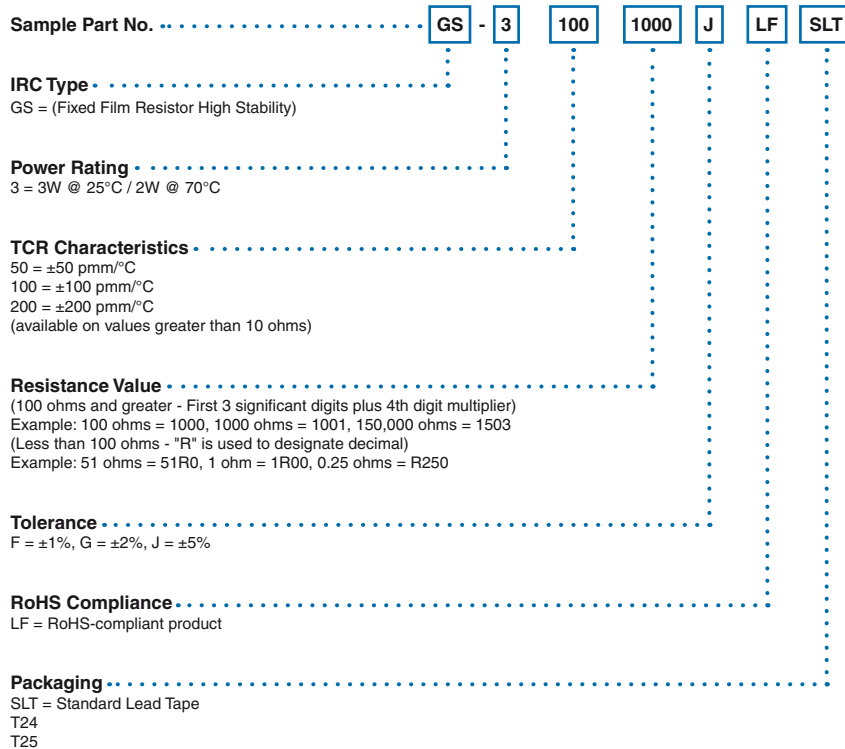 Sample Part No. GS - 3 100 1000 J LF SLT
IRC Type
GS = (Fixed Film Resistor High Stability)
Power Rating
3 = 3W @ 25°C / 2W @ 70°C
TCR Characteristics
50 = ±50 pmm/°C
100 = ±100 pmm/°C
200 = ±200 pmm/°C
(available on values greater than 10 ohms)
Resistance Value
(100 ohms and greater - First 3 significant digits plus 4th digit multiplier)
Example: 100 ohms = 1000, 1000 ohms = 1001, 150,000 ohms = 1503
(Less than 100 ohms - "R" is used to designate decimal)
Example: 51 ohms = 51R0, 1 ohm = 1R00, 0.25 ohms = R250
Tolerance
F = ±1%, G = ±2%, J = ±5%
RoHS Compliance
LF = RoHS-compliant product
Packaging
SLT = Standard Lead Tape
T24
T25